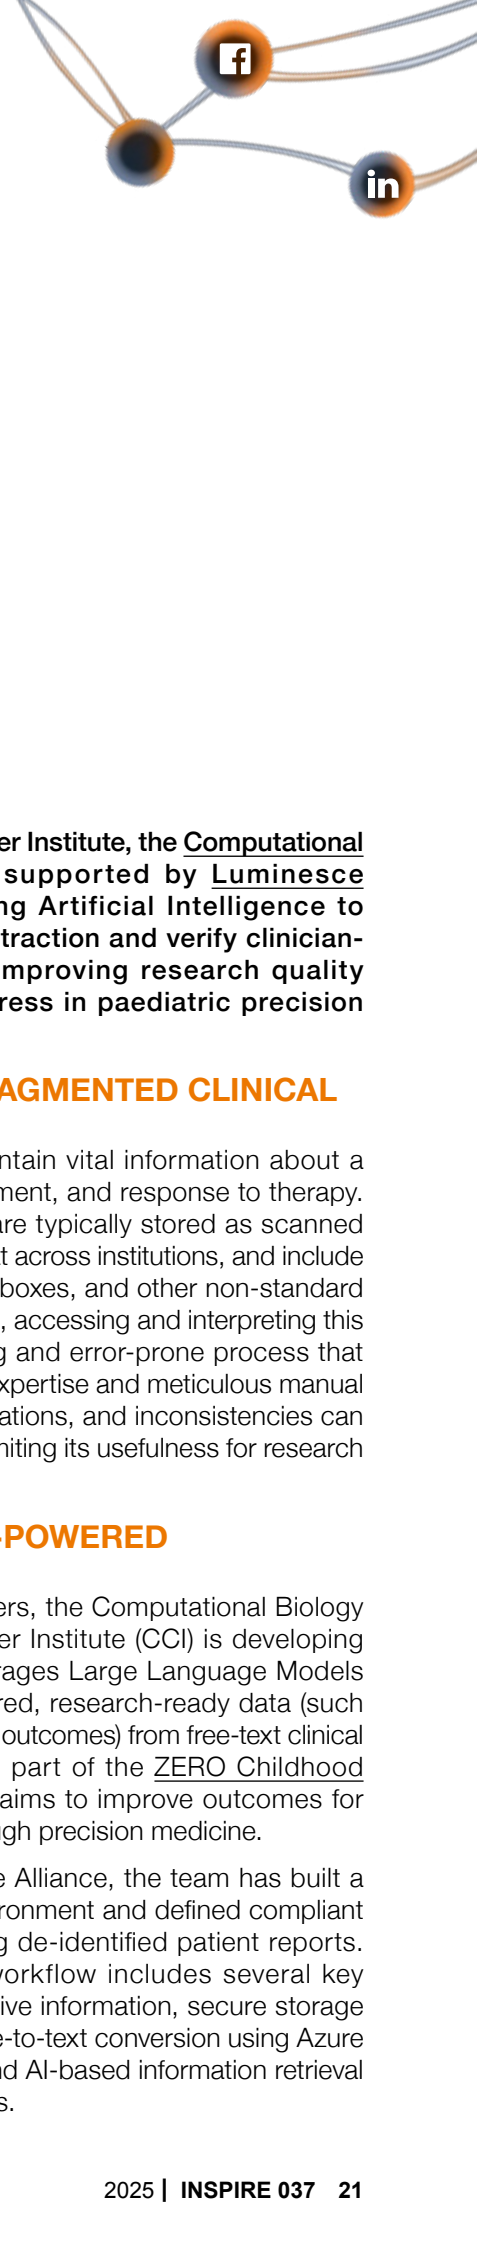 in
er Institute, the Computational
supported by Luminesce
ng Artificial Intelligence to
traction and verify clinician-
mproving research quality
ress in paediatric precision
AGMENTED CLINICAL
ntain vital information about a
ment, and response to therapy.
are typically stored as scanned
t across institutions, and include
boxes, and other non-standard
, accessing and interpreting this
g and error-prone process that
xpertise and meticulous manual
ations, and inconsistencies can
niting its usefulness for research
-POWERED
ers, the Computational Biology
er Institute (CCI) is developing
rages Large Language Models
red, research-ready data (such
outcomes) from free-text clinical
part of the ZERO Childhood
aims to improve outcomes for
ugh precision medicine.
e Alliance, the team has built a
ronment and defined compliant
g de-identified patient reports.
workflow includes several key
ive information, secure storage
e-to-text conversion using Azure
nd AI-based information retrieval
s.
2025 | INSPIRE 037 21